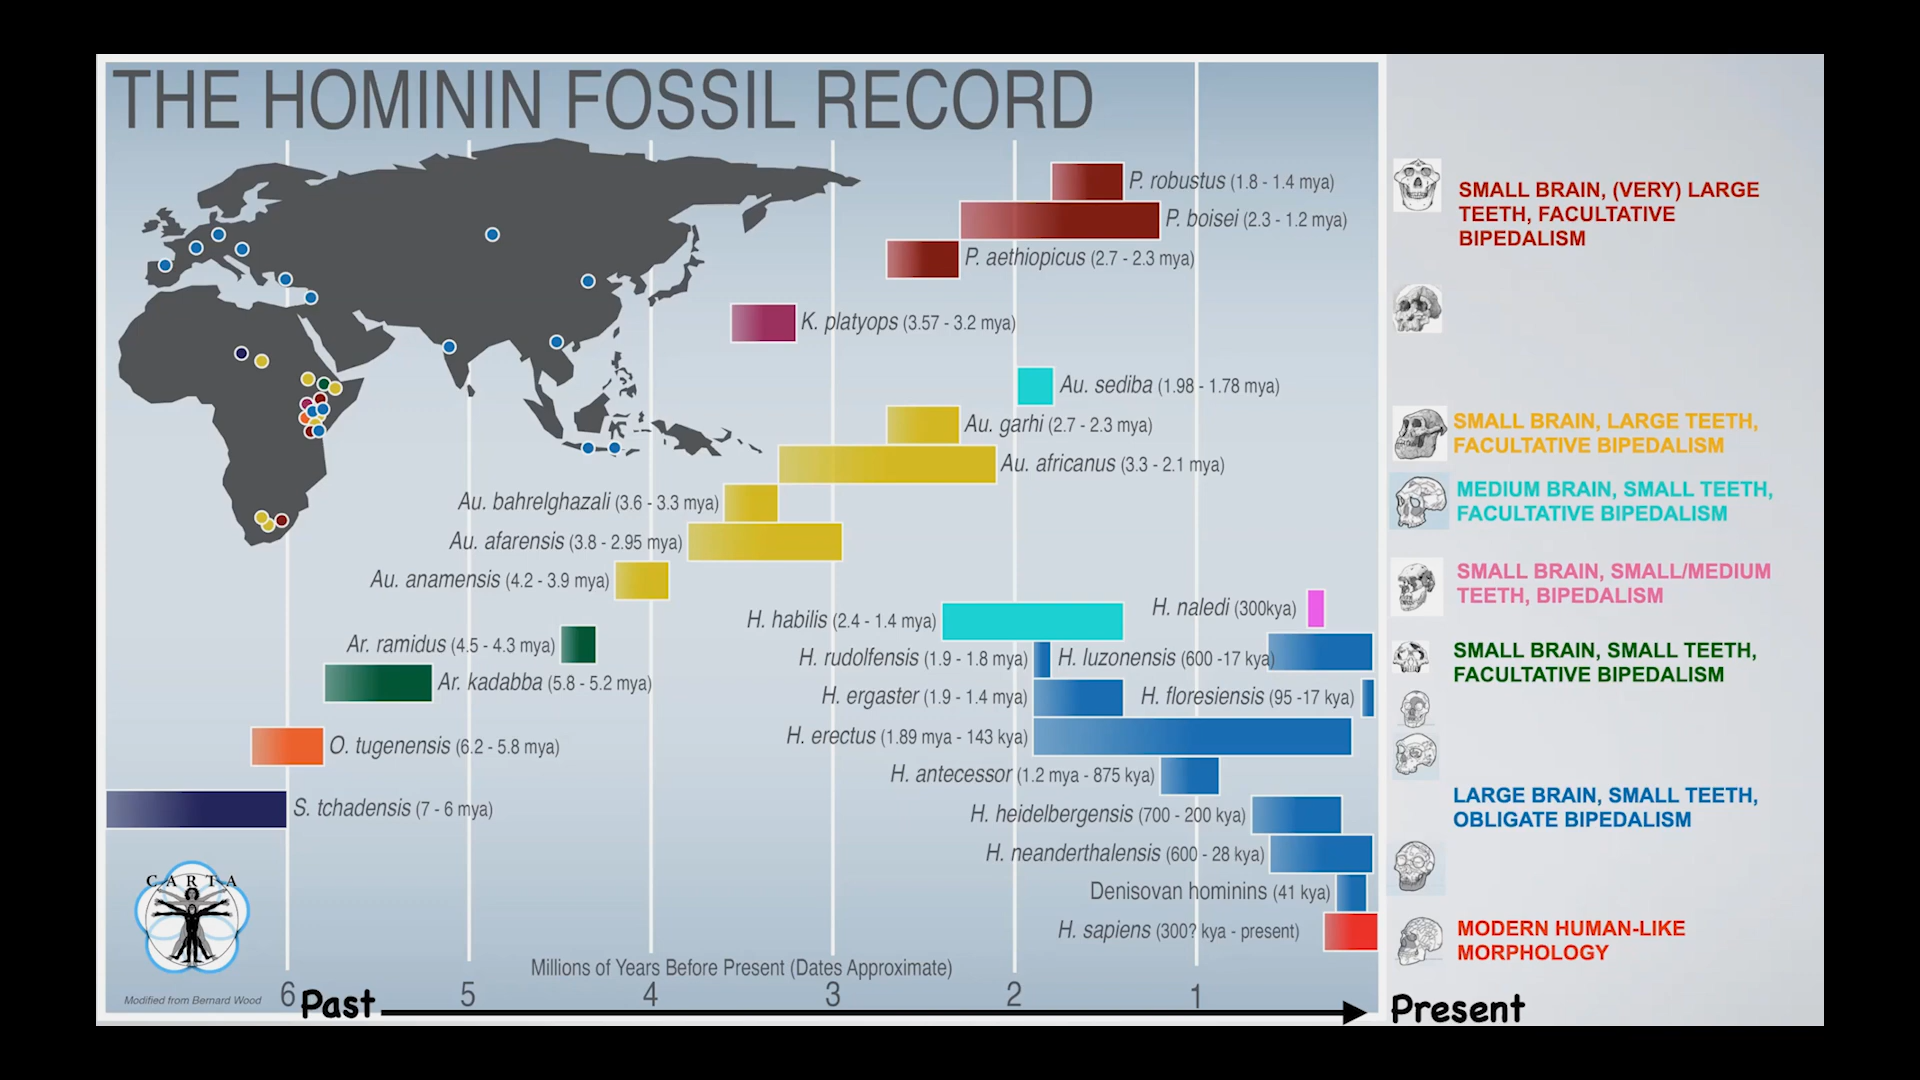 THE HOMININ FOSSIL RECORD
P. robustus (1.8 - 1.4 mya)
P. boisei (2.3 - 1.2 mya)
P. aethiopicus (2.7 - 2.3 mya)
K. platyops (3.57 - 3.2 mya)
Au. sediba (1.98 - 1.78 mya)
Au. garhi (2.7 - 2.3 mya)
Au. africanus (3.3 - 2.1 mya)
Au. bahrelghazali (3.6 - 3.3 mya)
Au. afarensis (3.8 - 2.95 mya)
Au. anamensis (4.2 - 3.9 mya)
H. naledi (300kya)
H. habilis (2.4 - 1.4 mya)
Ar. ramidus (4.5 - 4.3 mya)
H. rudolfensis (1.9 - 1.8 mya)
H. luzonensis (600 -17 kya)
Ar. kadabba (5.8 - 5.2 mya)
H. ergaster (1.9 - 1.4 mya)
H. floresiensis (95 -17 kya)
H. erectus (1.89 mya - 143 kya)
O. tugenensis (6.2 - 5.8 mya)
H. antecessor (1.2 mya - 875 kya)
S. tchadensis (7 - 6 mya)
H. heidelbergensis (700 - 200 kya)
H. neanderthalensis (600 - 28 kya)
Denisovan hominins (41 kya)
H. sapiens (300? kya - present)
CARTA
Modified from Bernard Wood
Millions of Years Before Present (Dates Approximate)
6 5 4 3 2 1
Past
Present
SMALL BRAIN, (VERY) LARGE
TEETH, FACULTATIVE
BIPEDALISM
SMALL BRAIN, LARGE TEETH,
FACULTATIVE BIPEDALISM
MEDIUM BRAIN, SMALL TEETH,
FACULTATIVE BIPEDALISM
SMALL BRAIN, SMALL/MEDIUM
TEETH, BIPEDALISM
SMALL BRAIN, SMALL TEETH,
FACULTATIVE BIPEDALISM
LARGE BRAIN, SMALL TEETH,
OBLIGATE BIPEDALISM
MODERN HUMAN-LIKE
MORPHOLOGY